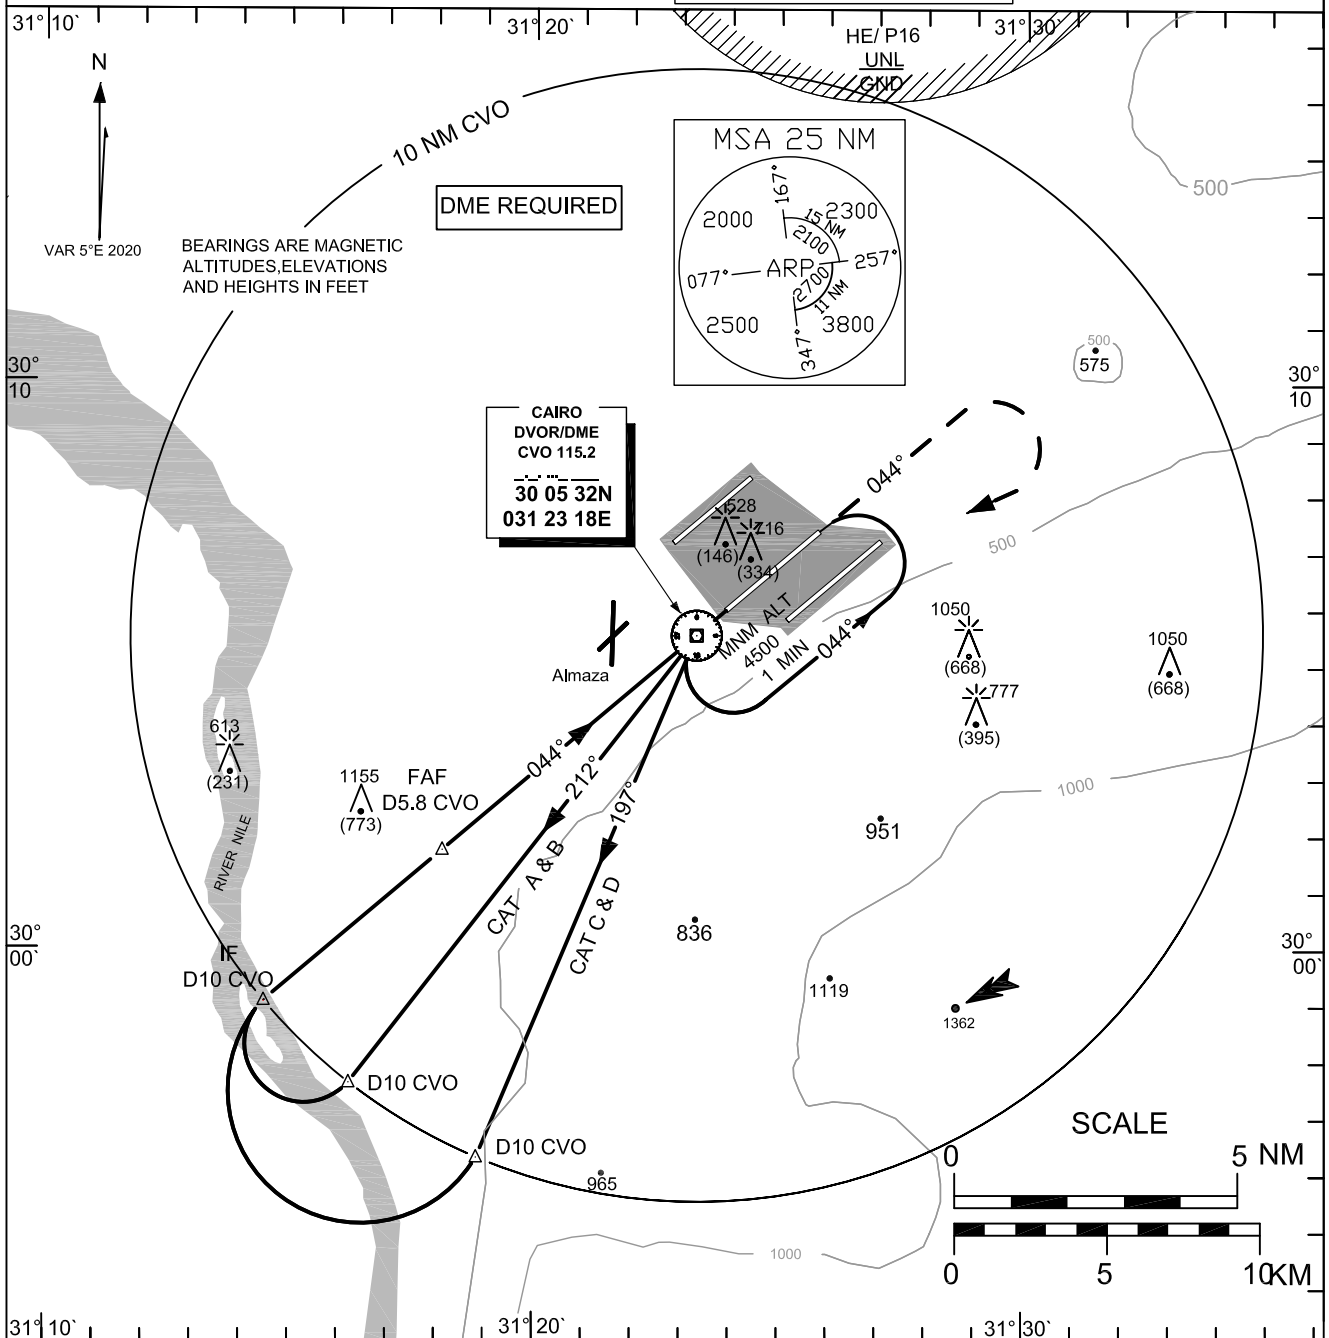 31°10`
31°20`
31°30`
HE/ P16
UNL
GND
N
VAR 5°E 2020
10 NM CVO
DME REQUIRED
BEARINGS ARE MAGNETIC
ALTITUDES,ELEVATIONS
AND HEIGHTS IN FEET
MSA 25 NM
167°
2000
15 NM
2300
2100
077°
ARP
257°
2700
11 NM
2500
3800
347°
500
500
575
30°
10
30°
10
CAIRO
DVOR/DME
CVO 115.2
30 05 32N
031 23 18E
044°
528
(146)
716
(334)
500
MNM ALT
4500
1 MIN
044°
Almaza
1050
(668)
1050
(668)
777
(395)
613
(231)
RIVER NILE
1155
(773)
FAF
D5.8 CVO
044°
212°
197°
CAT A & B
CAT C & D
1000
951
836
1119
1362
30°
00`
30°
00`
IF
D10 CVO
D10 CVO
D10 CVO
965
1000
SCALE
0
5 NM
0
5
10KM
31°10`
31°20`
31°30`